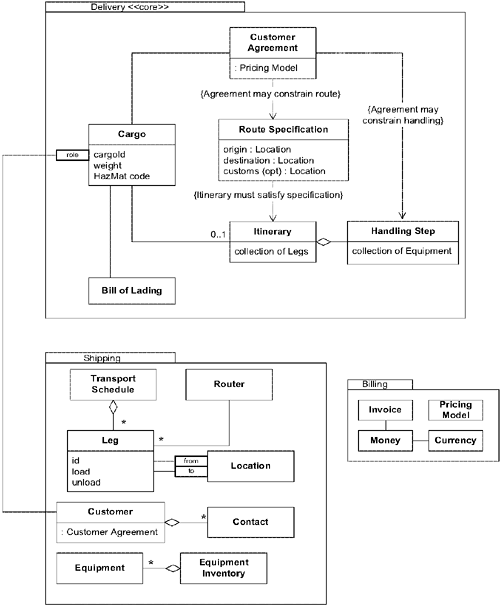 Delivery <<core>>
Customer
Agreement
: Pricing Model
{Agreement may constrain route}
{Agreement may
constrain handling}
Cargo
cargoId
weight
HazMat code
role
Route Specification
origin : Location
destination : Location
customs (opt) : Location
{Itinerary must satisfy specification}
0..1
Itinerary
collection of Legs
Handling Step
collection of Equipment
Bill of Lading
Shipping
Transport
Schedule
Router
*
*
Leg
id
load
unload
from
to
Location
Customer
: Customer Agreement
*
Contact
Equipment
*
Equipment
Inventory
Billing
Invoice
Pricing
Model
Money
Currency